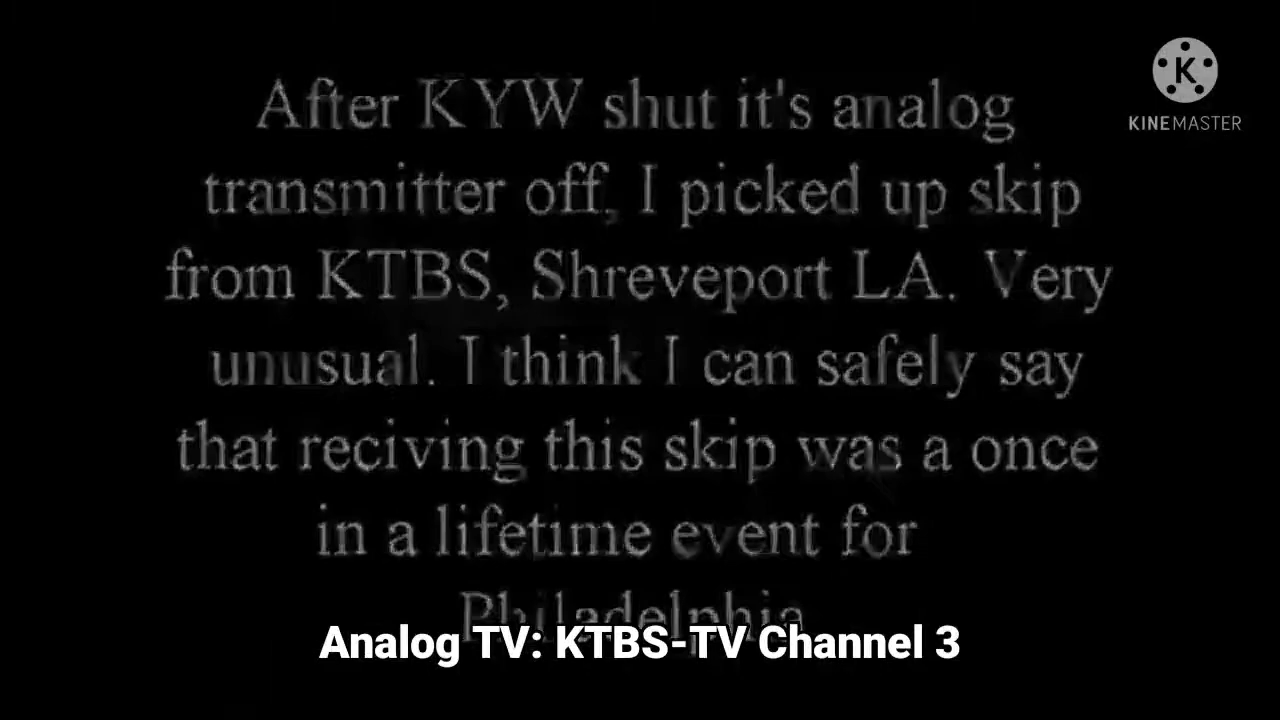 After KYW shut it's analog
transmitter off, I picked up skip
from KTBS, Shreveport LA. Very
unusual. I think I can safely say
that reciving this skip was a once
in a lifetime event for
Philadelphia
Analog TV: KTBS-TV Channel 3
K
KINEMASTER